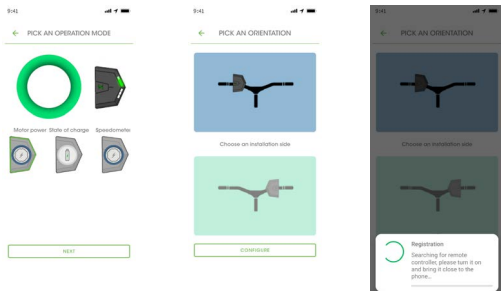 9:41
PICK AN OPERATION MODE
Motor power State of charge Speedometer
NEXT
9:41
PICK AN ORIENTATION
Choose an installation side
CONFIGURE
9:41
PICK AN ORIENTATION
Choose an installation side
Registration
Searching for remote
controller, please turn it on
and bring it close to the
phone...